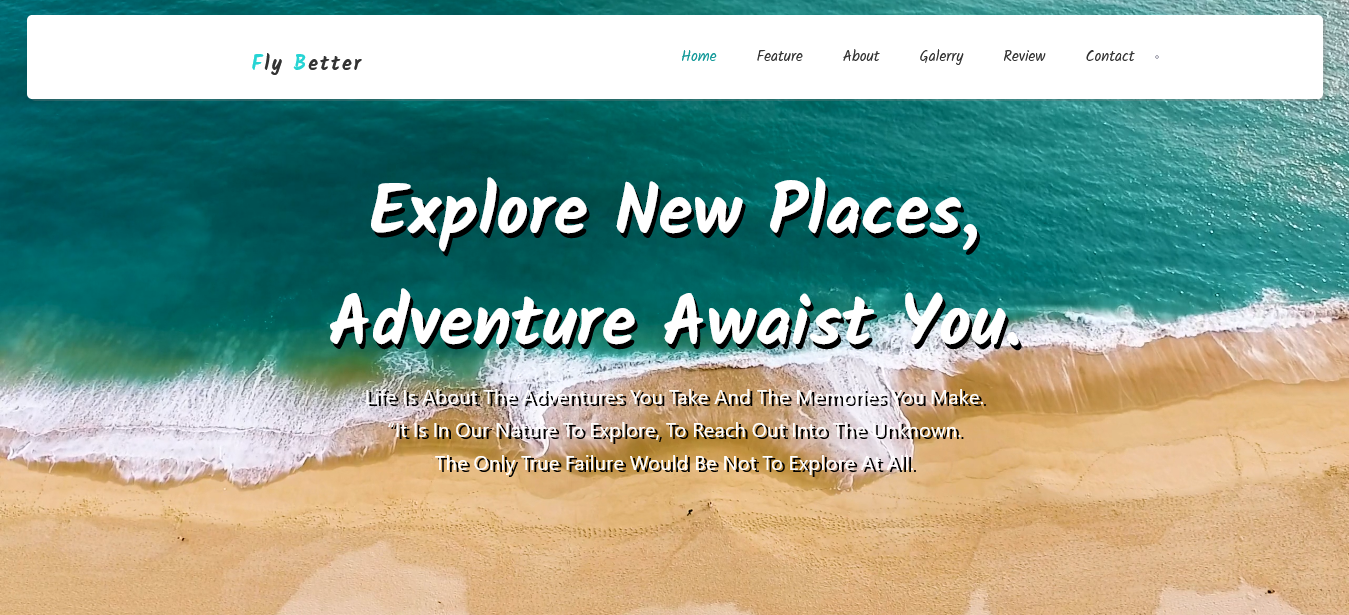 Fly Better
Home Feature About Galerry Review Contact
Explore New Places,
Adventure Awaist You.
Life Is About The Adventures You Take And The Memories You Make.
"It Is In Our Nature To Explore, To Reach Out Into The Unknown.
The Only True Failure Would Be Not To Explore At All.